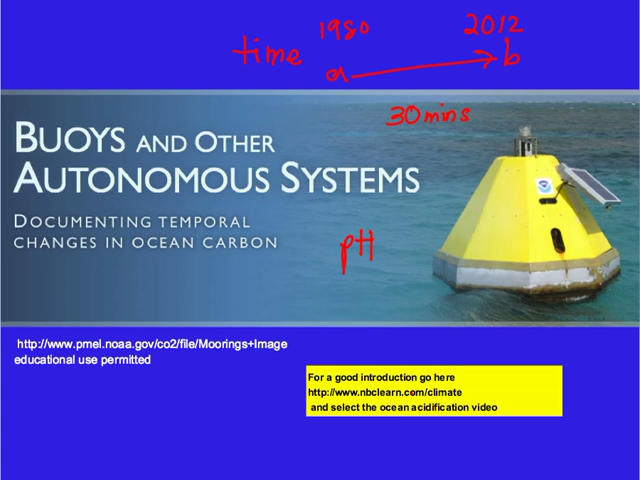 1980 2012
time a b
30 mins
BUOYS AND OTHER
AUTONOMOUS SYSTEMS
DOCUMENTING TEMPORAL
CHANGES IN OCEAN CARBON
pH
http://www.pmel.noaa.gov/co2/file/Moorings+Image
educational use permitted
For a good introduction go here
http://www.nbclearn.com/climate
and select the ocean acidification video